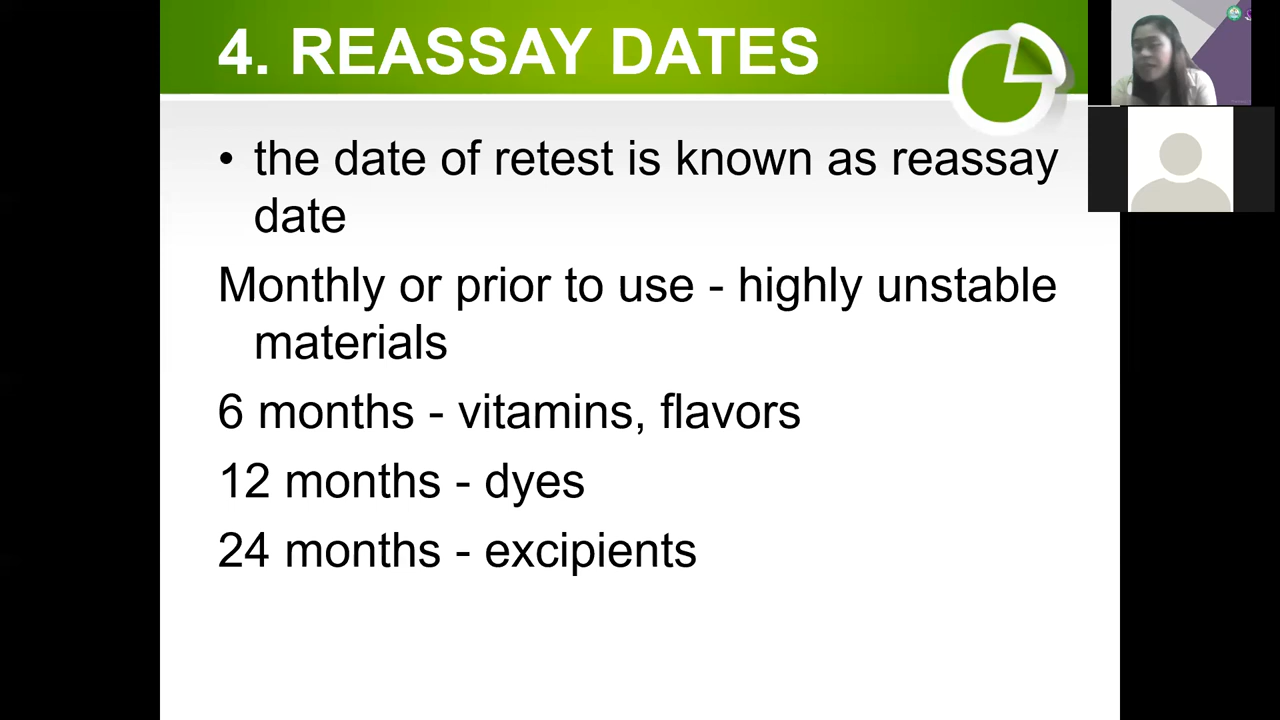 4. REASSAY DATES
• the date of retest is known as reassay
date
Monthly or prior to use - highly unstable
materials
6 months - vitamins, flavors
12 months - dyes
24 months - excipients